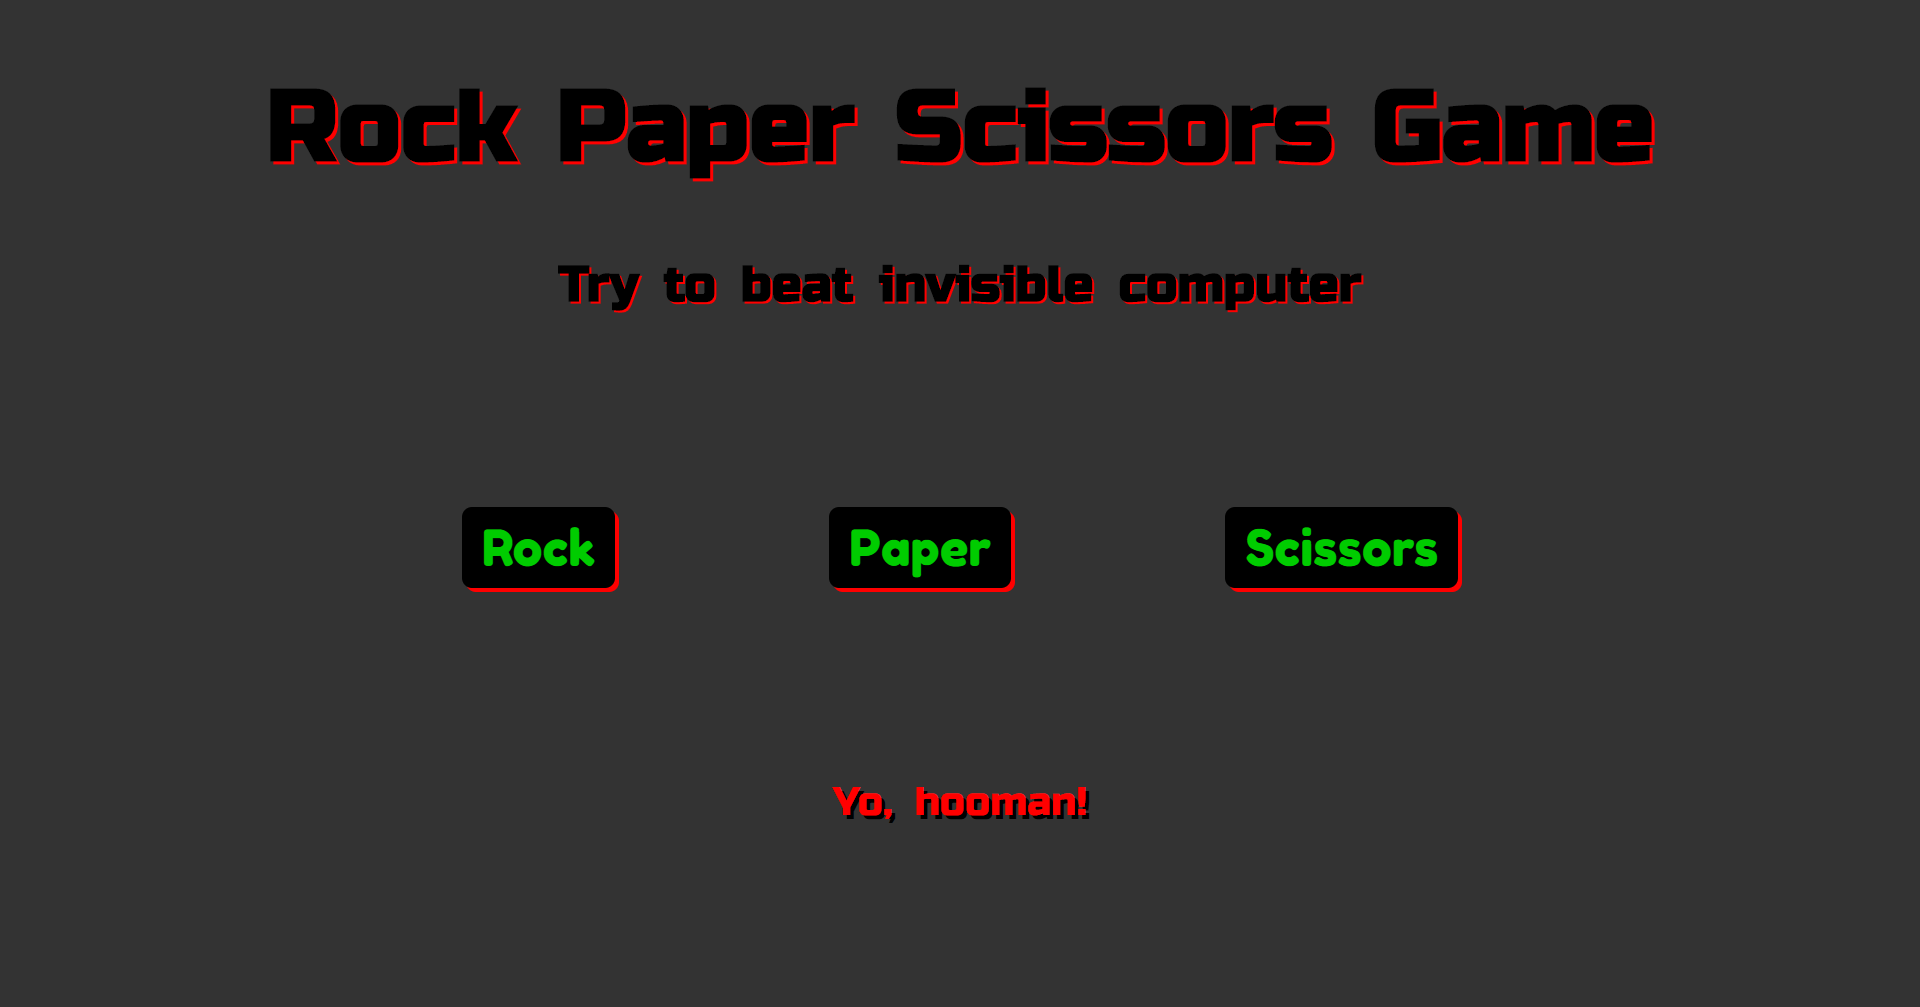 Rock Paper Scissors Game
Try to beat invisible computer
Rock
Paper
Scissors
Yo, hooman!